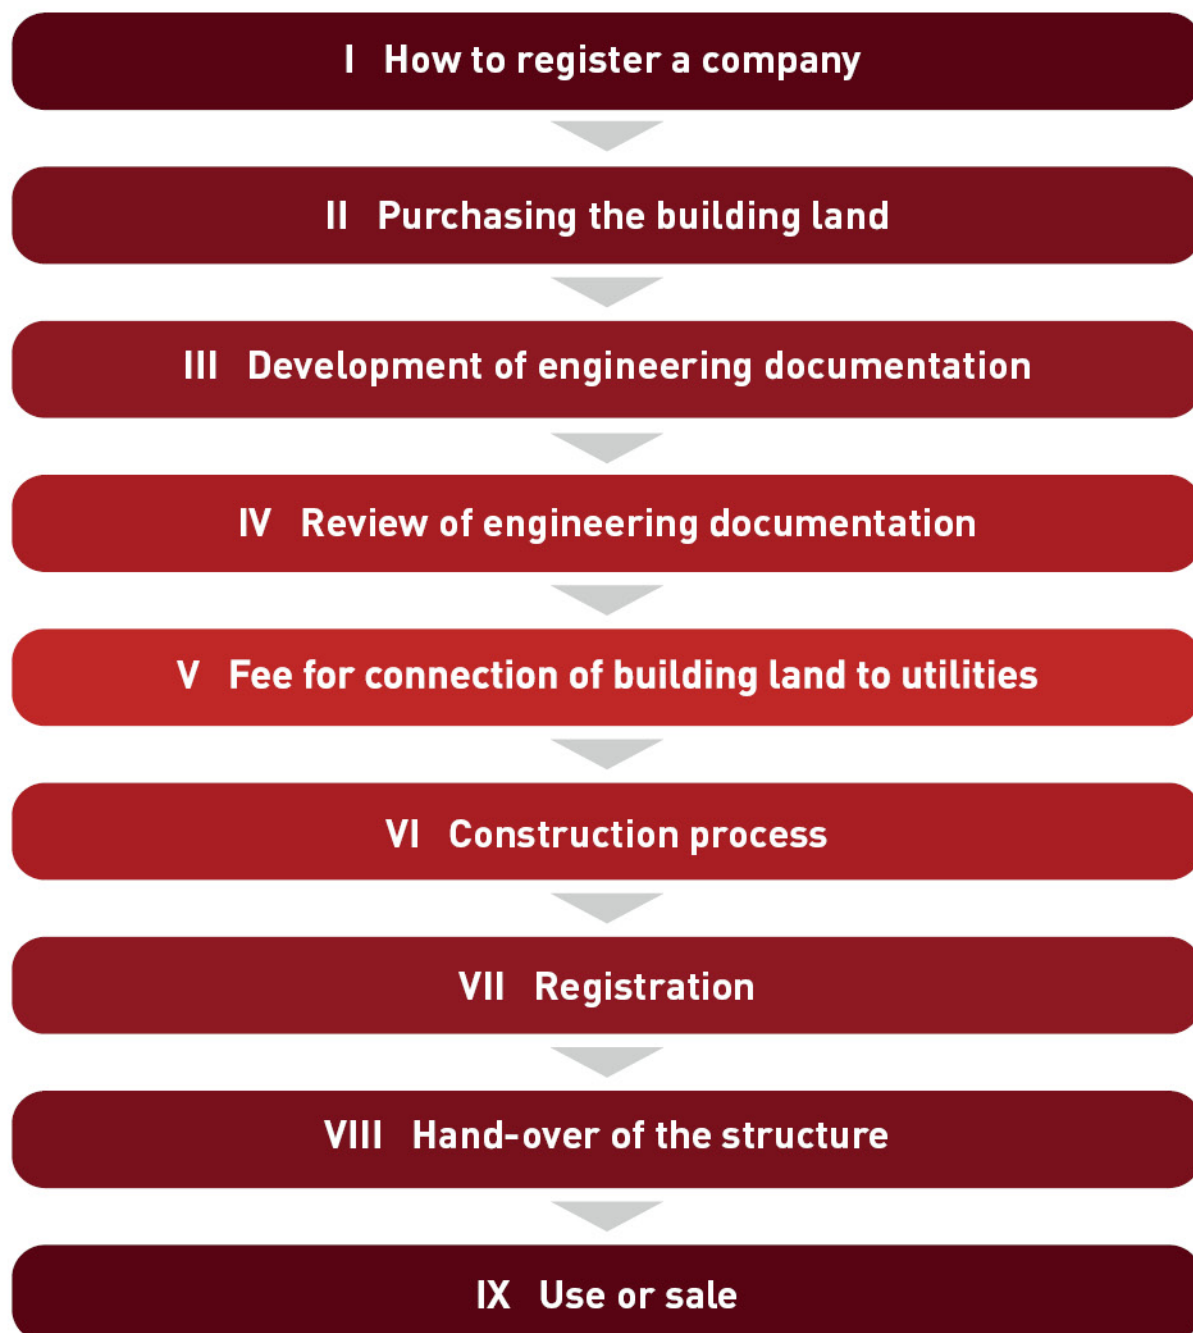 I How to register a company
II Purchasing the building land
III Development of engineering documentation
IV Review of engineering documentation
V Fee for connection of building land to utilities
VI Construction process
VII Registration
VIII Hand-over of the structure
IX Use or sale